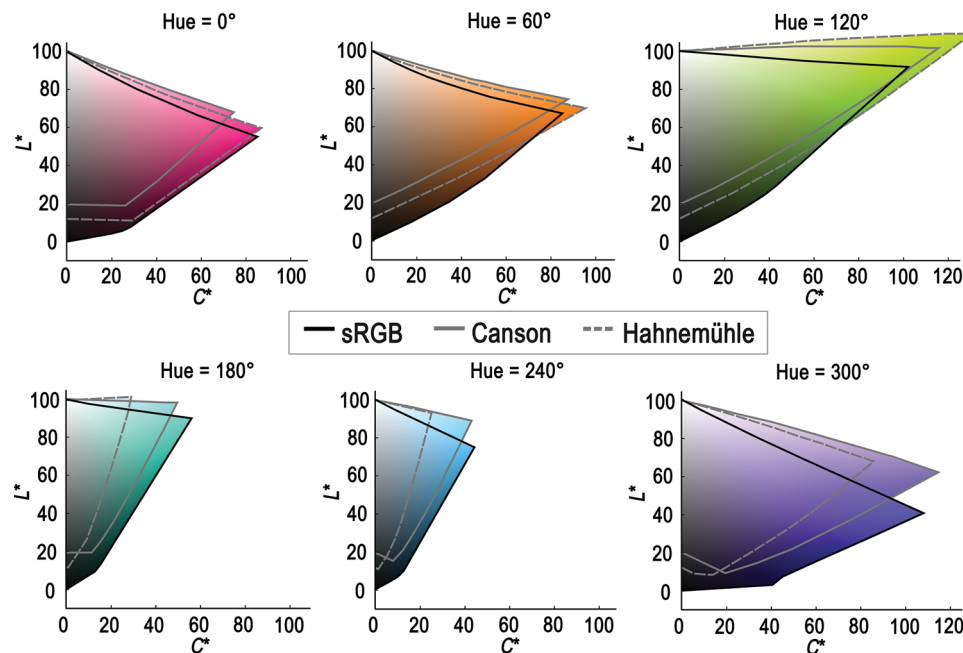 Hue = 0°
Hue = 60°
Hue = 120°
100
80
60
40
20
0
L*
0 20 40 60 80 100
C*
100
80
60
40
20
0
L*
0 20 40 60 80 100
C*
100
80
60
40
20
0
L*
0 20 40 60 80 100 120
C*
sRGB Canson Hahnemühle
Hue = 180°
Hue = 240°
Hue = 300°
100
80
60
40
20
0
L*
0 20 40 60 80 100
C*
100
80
60
40
20
0
L*
0 20 40 60 80 100
C*
100
80
60
40
20
0
L*
0 20 40 60 80 100 120
C*